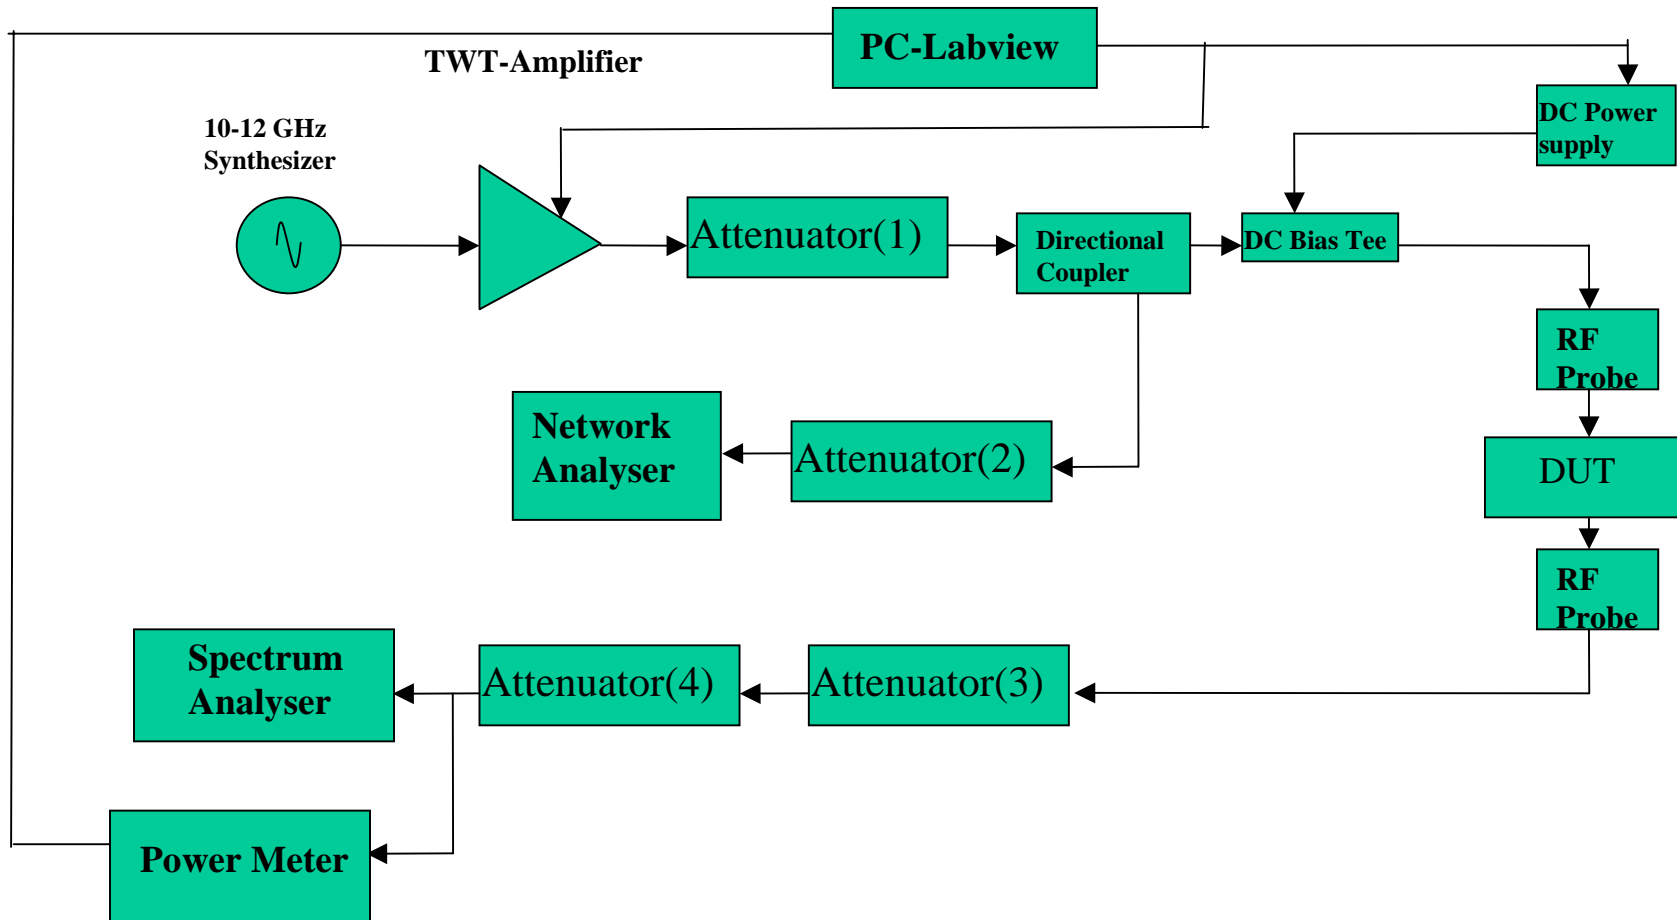 PC-Labview
TWT-Amplifier
DC Power
supply
10-12 GHz
Synthesizer
Attenuator(1)
Directional
Coupler
DC Bias Tee
RF
Probe
Network
Analyser
Attenuator(2)
DUT
RF
Probe
Spectrum
Analyser
Attenuator(4)
Attenuator(3)
Power Meter